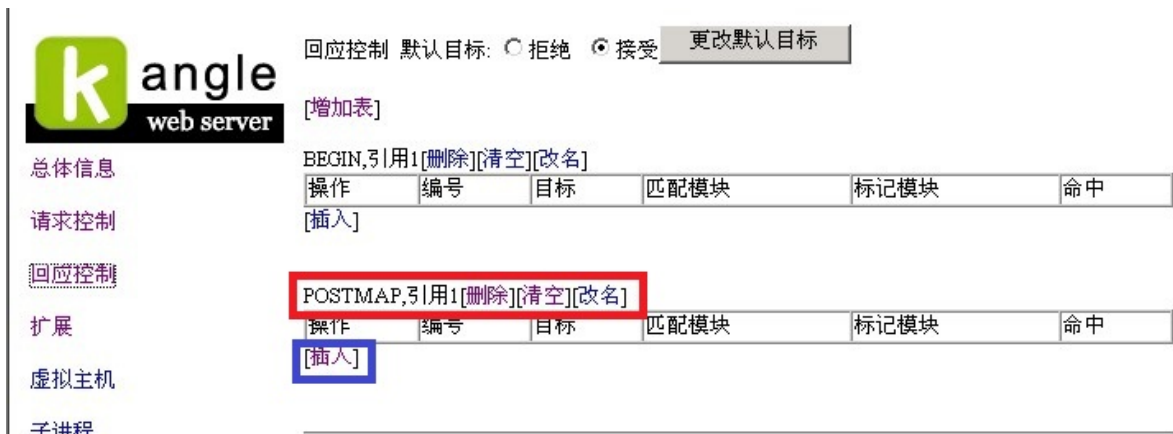 k angle
web server
总体信息
请求控制
回应控制
扩展
虚拟主机
子进程
回应控制 默认目标: 拒绝 接受 更改默认目标
[增加表]
BEGIN,引用1[删除][清空][改名]
操作 编号 目标 匹配模块 标记模块 命中
[插入]
POSTMAP,引用1[删除][清空][改名]
操作 编号 目标 匹配模块 标记模块 命中
[插入]